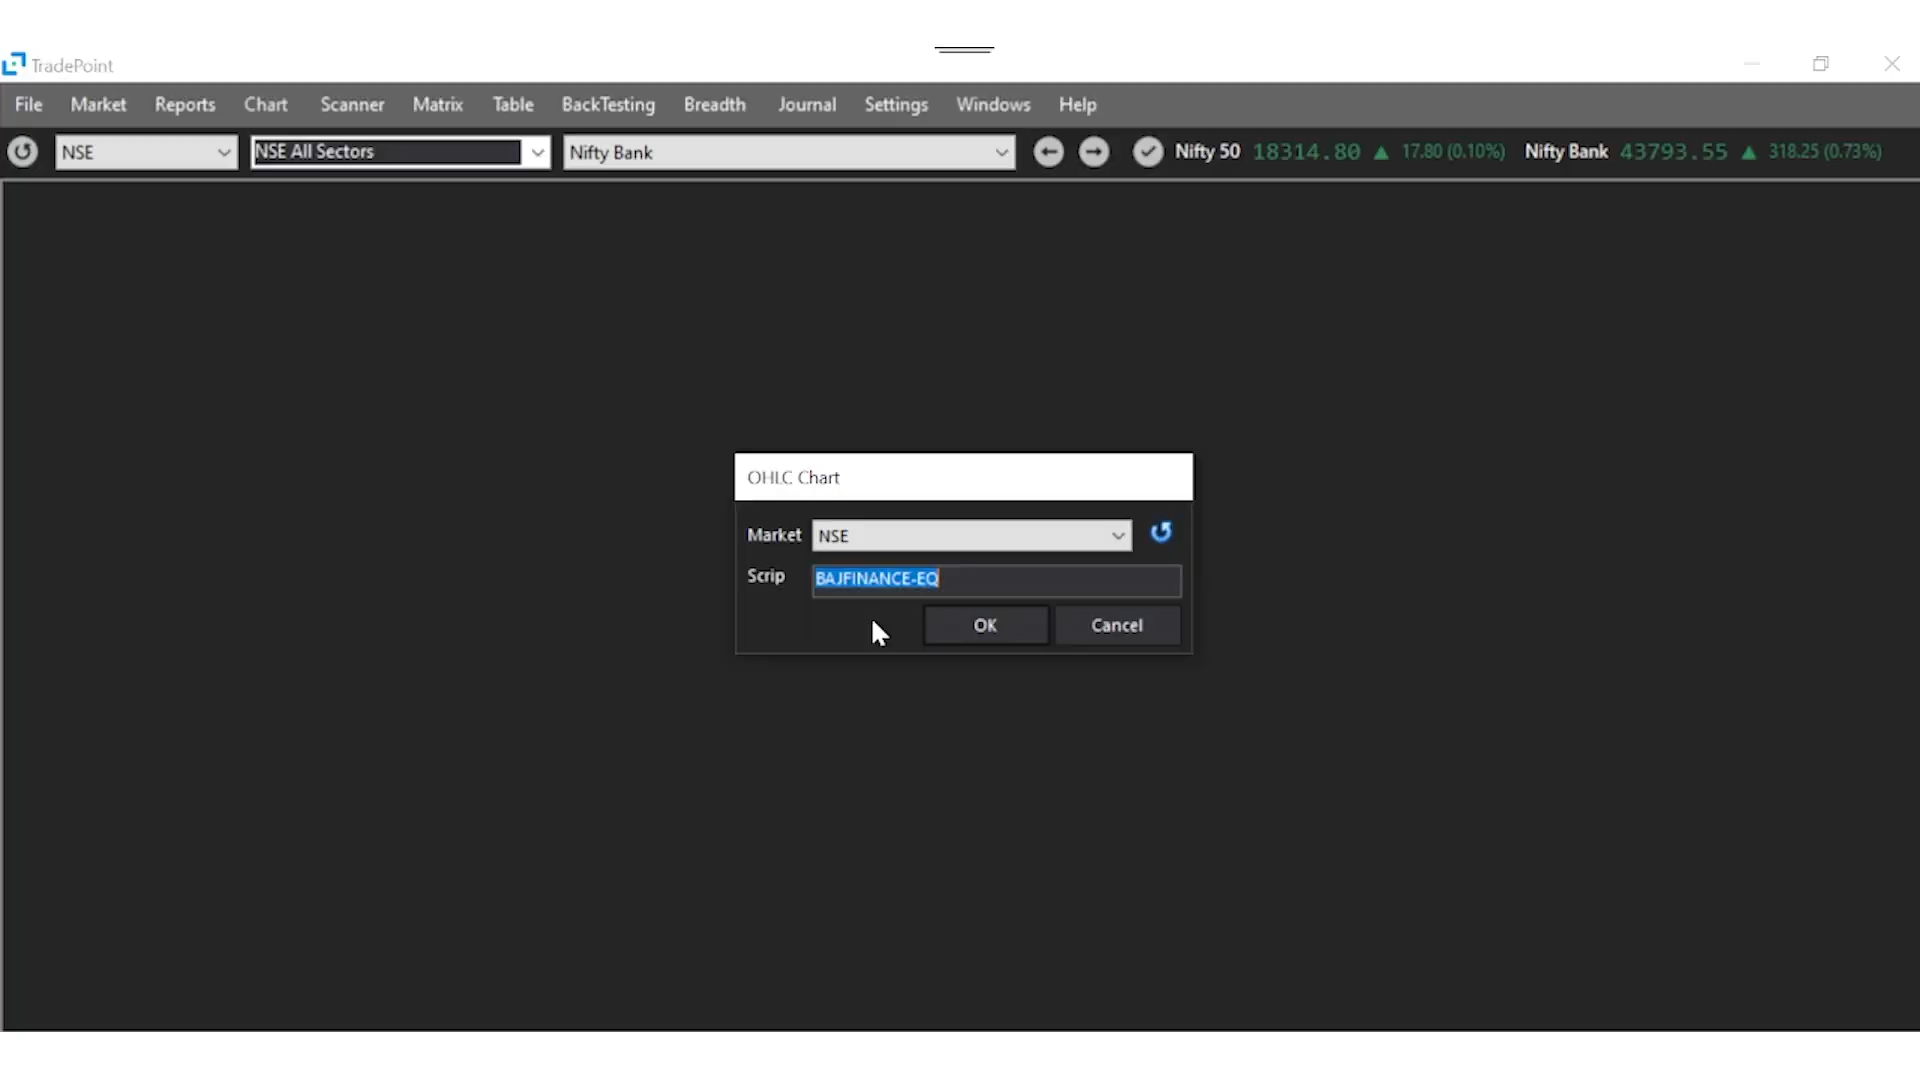 TradePoint
File Market Reports Chart Scanner Matrix Table BackTesting Breadth Journal Settings Windows Help
NSE NSE All Sectors Nifty Bank Nifty 50 18314.80 ▲ 17.80 (0.10%) Nifty Bank 43793.55 ▲ 318.25 (0.73%)
OHLC Chart
Market NSE
Scrip BAJFINANCE-EQ
OK Cancel